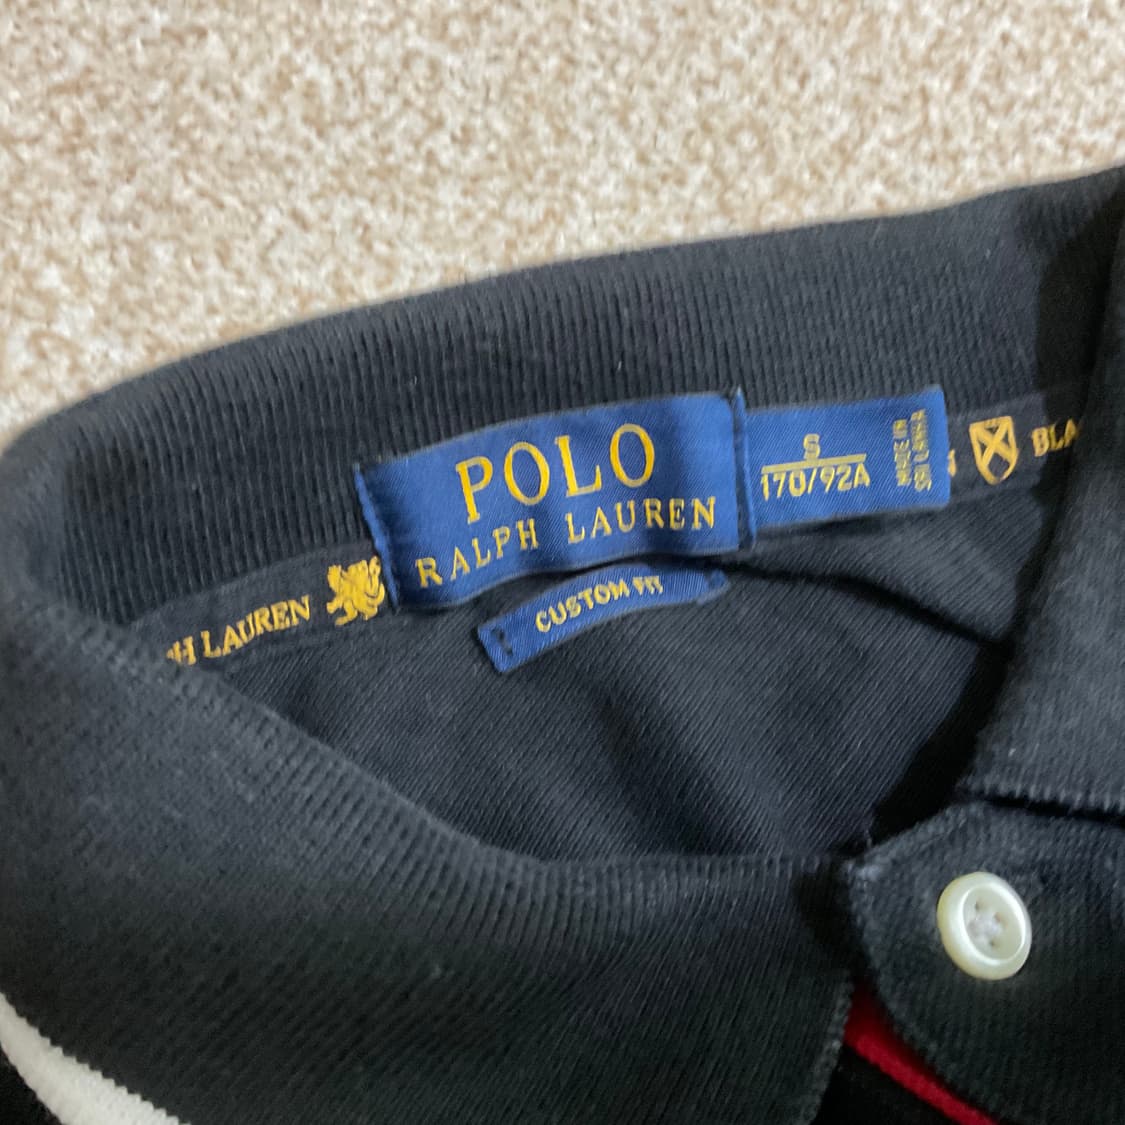 POLO
RALPH LAUREN
CUSTOM FIT
S
170/92A
MADE IN
SRI LANKA
H LAUREN
BLA